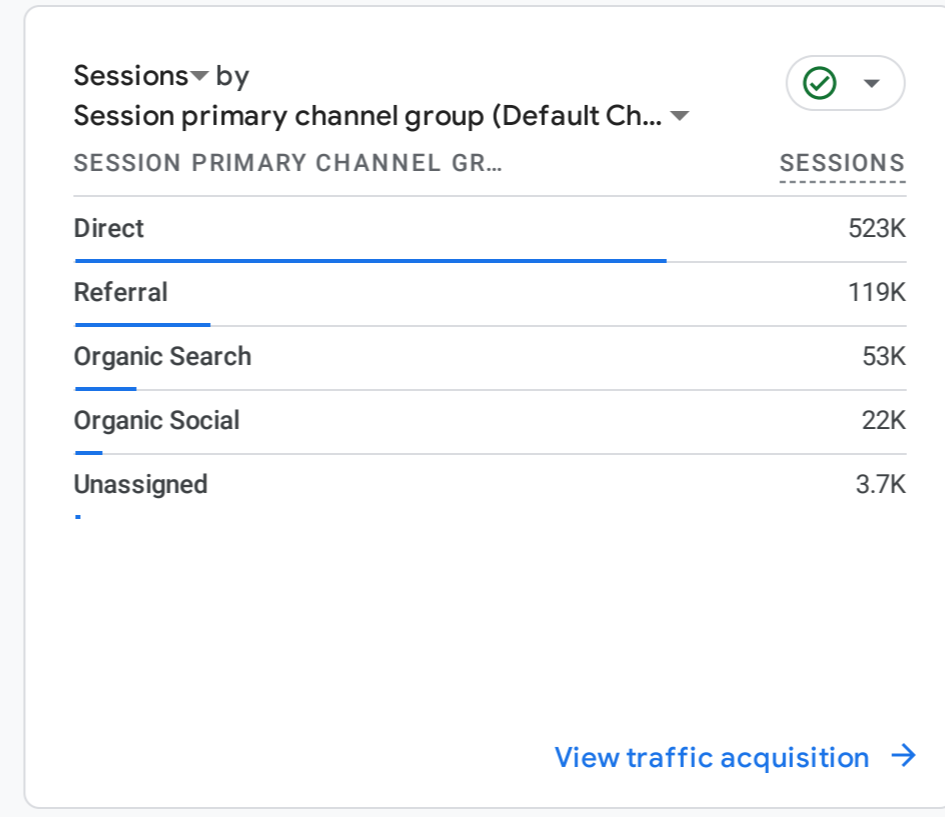 Sessions by
Session primary channel group (Default Ch...
SESSION PRIMARY CHANNEL GR... SESSIONS
Direct 523K
Referral 119K
Organic Search 53K
Organic Social 22K
Unassigned 3.7K
View traffic acquisition